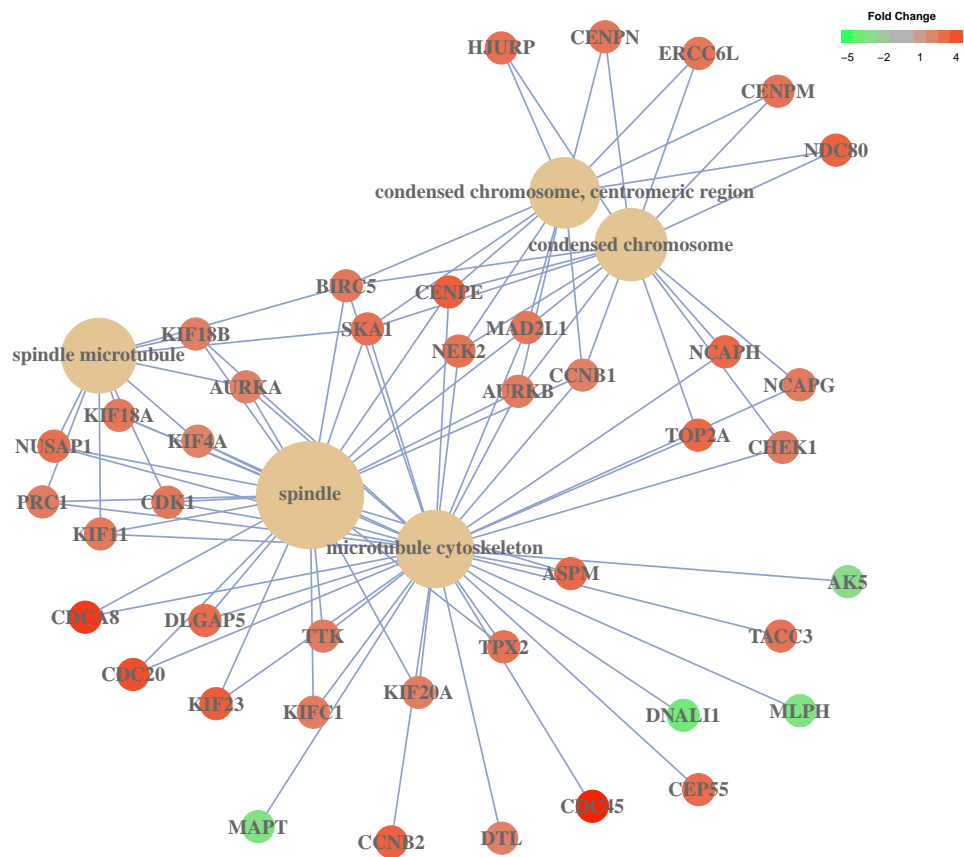 Fold Change
−5 −2 1 4
HJURP
CENPN
ERCC6L
CENPM
NDC80
condensed chromosome, centromeric region
condensed chromosome
BIRC5
CENPE
SKA1
MAD2L1
NEK2
KIF18B
spindle microtubule
NCAPH
CCNB1
NCAPG
AURKA
AURKB
KIF18A
NUSAP1
KIF4A
TOP2A
CHEK1
spindle
PRC1
CDK1
KIF11
microtubule cytoskeleton
ASPM
AK5
CDCA8
DLGAP5
TTK
TPX2
TACC3
CDC20
KIF20A
KIF23
KIFC1
DNALI1
MLPH
CEP55
CDC45
MAPT
CCNB2
DTL